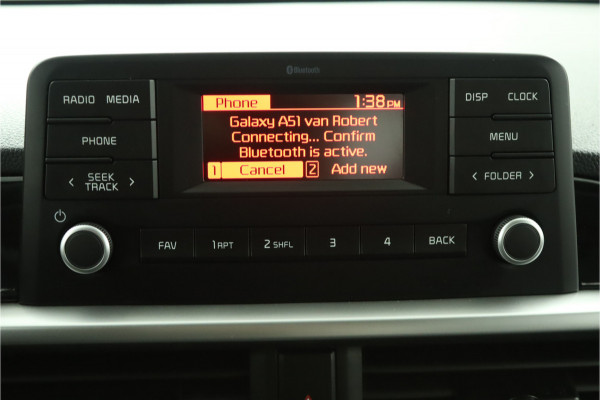 Bluetooth
RADIO MEDIA
PHONE
< SEEK TRACK >
Phone 1:38 PM
Galaxy A51 van Robert
Connecting... Confirm
Bluetooth is active.
1 Cancel 2 Add new
DISP CLOCK
MENU
< FOLDER >
FAV 1 RPT 2 SHFL 3 4 BACK